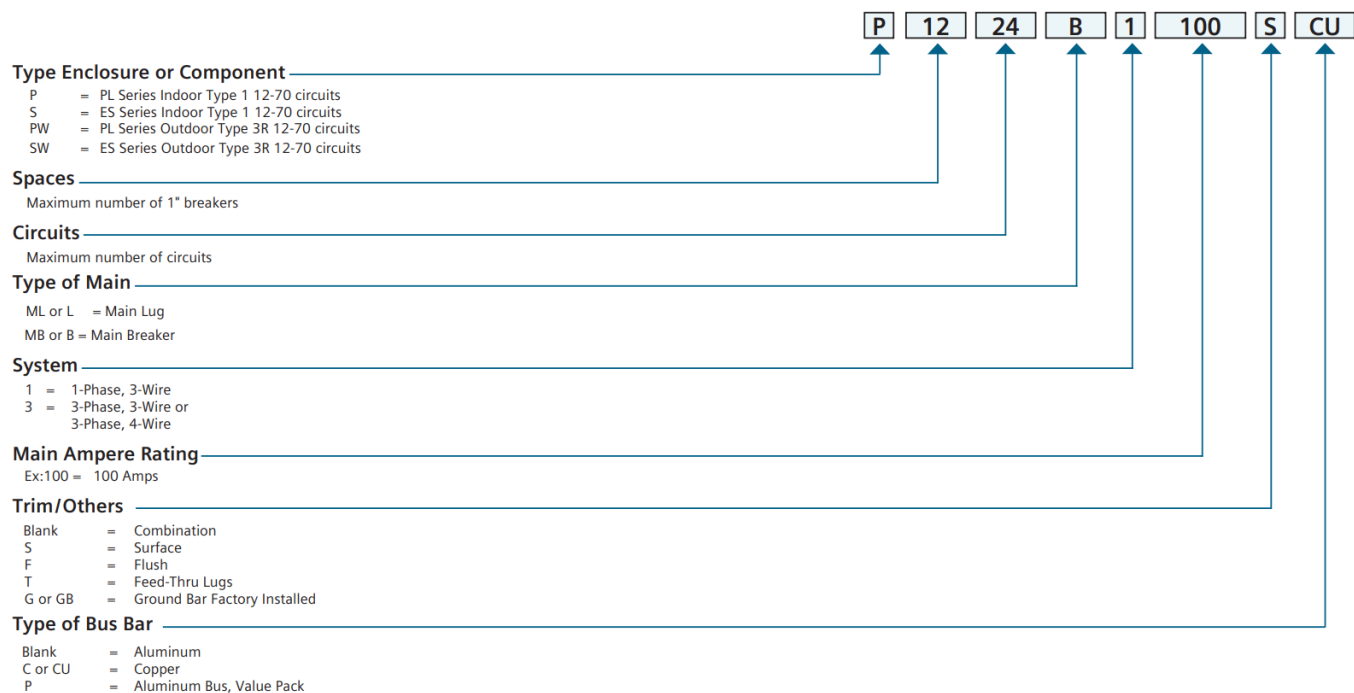 P 12 24 B 1 100 S CU
Type Enclosure or Component
P = PL Series Indoor Type 1 12-70 circuits
S = ES Series Indoor Type 1 12-70 circuits
PW = PL Series Outdoor Type 3R 12-70 circuits
SW = ES Series Outdoor Type 3R 12-70 circuits
Spaces
Maximum number of 1" breakers
Circuits
Maximum number of circuits
Type of Main
ML or L = Main Lug
MB or B = Main Breaker
System
1 = 1-Phase, 3-Wire
3 = 3-Phase, 3-Wire or
3-Phase, 4-Wire
Main Ampere Rating
Ex:100 = 100 Amps
Trim/Others
Blank = Combination
S = Surface
F = Flush
T = Feed-Thru Lugs
G or GB = Ground Bar Factory Installed
Type of Bus Bar
Blank = Aluminum
C or CU = Copper
P = Aluminum Bus, Value Pack